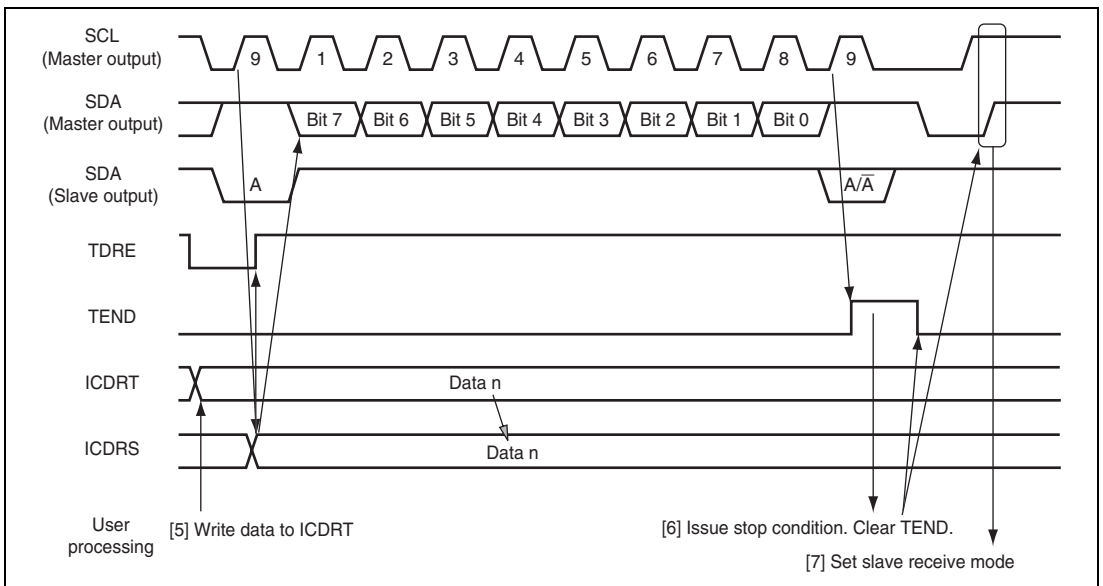 SCL
(Master output)
9 1 2 3 4 5 6 7 8 9
SDA
(Master output)
Bit 7 Bit 6 Bit 5 Bit 4 Bit 3 Bit 2 Bit 1 Bit 0
SDA
(Slave output)
A A/A̅
TDRE
TEND
ICDRT
Data n
ICDRS
Data n
User
processing
[5] Write data to ICDRT
[6] Issue stop condition. Clear TEND.
[7] Set slave receive mode